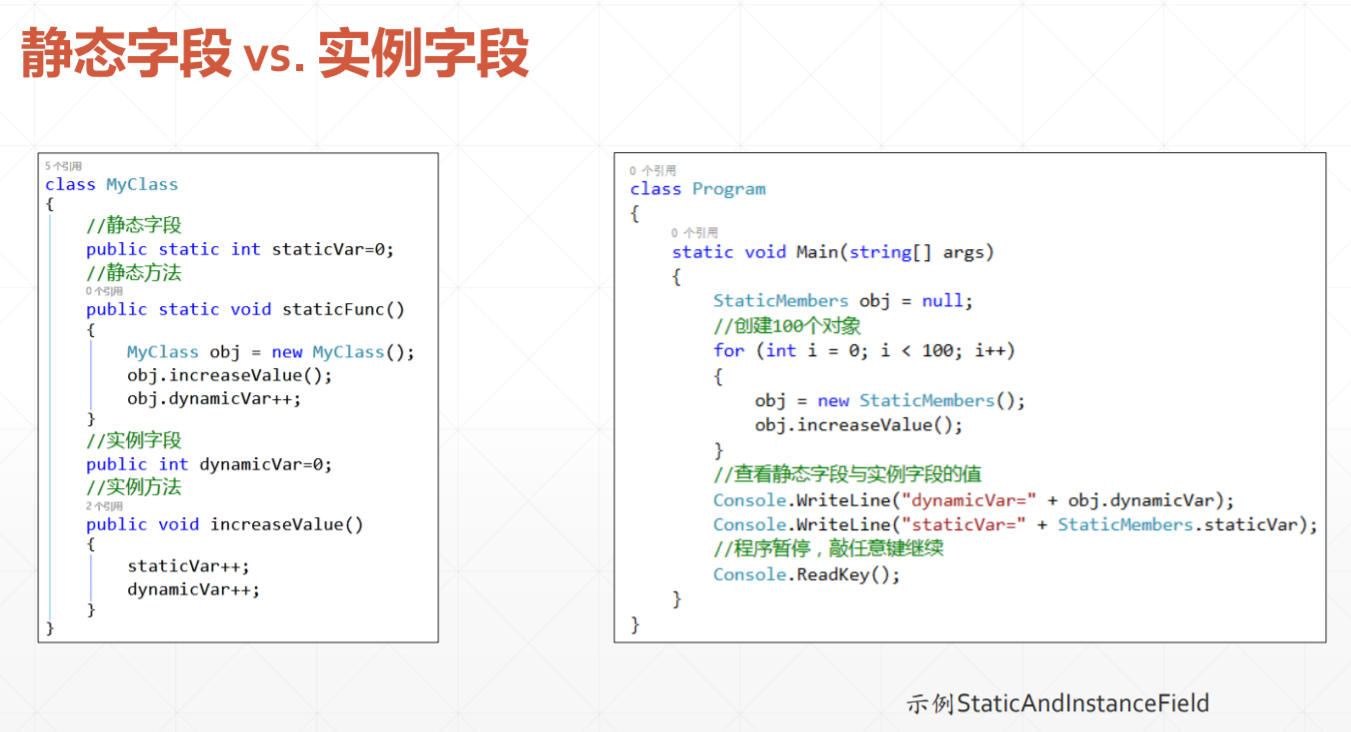 静态字段 vs. 实例字段
5 个引用
class MyClass
{
//静态字段
public static int staticVar=0;
//静态方法
0 个引用
public static void staticFunc()
{
MyClass obj = new MyClass();
obj.increaseValue();
obj.dynamicVar++;
}
//实例字段
public int dynamicVar=0;
//实例方法
2 个引用
public void increaseValue()
{
staticVar++;
dynamicVar++;
}
}
0 个引用
class Program
{
0 个引用
static void Main(string[] args)
{
StaticMembers obj = null;
//创建100个对象
for (int i = 0; i < 100; i++)
{
obj = new StaticMembers();
obj.increaseValue();
}
//查看静态字段与实例字段的值
Console.WriteLine("dynamicVar=" + obj.dynamicVar);
Console.WriteLine("staticVar=" + StaticMembers.staticVar);
//程序暂停，敲任意键继续
Console.ReadKey();
}
}
示例StaticAndInstanceField